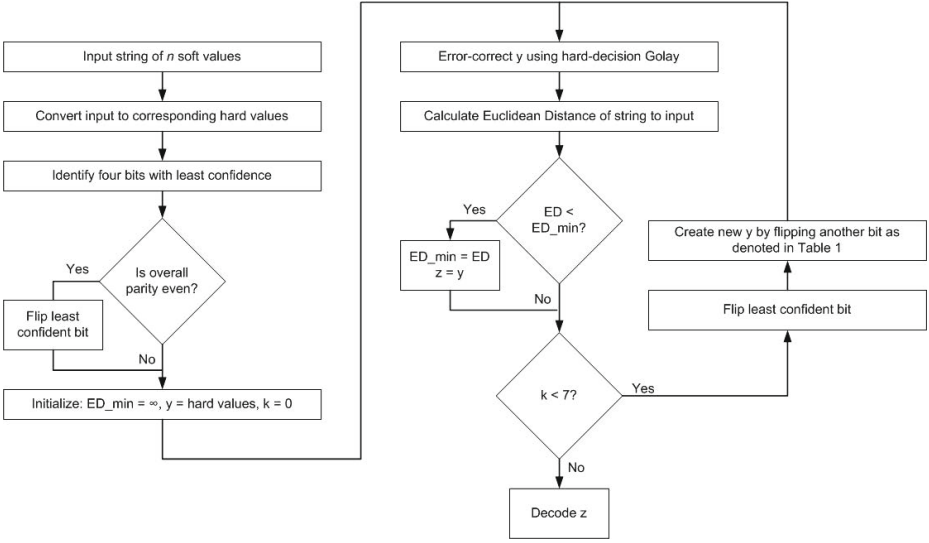 Input string of n soft values
Convert input to corresponding hard values
Identify four bits with least confidence
Is overall
parity even?
Yes
Flip least
confident bit
No
Initialize: ED_min = ∞, y = hard values, k = 0
Error-correct y using hard-decision Golay
Calculate Euclidean Distance of string to input
ED <
ED_min?
Yes
ED_min = ED
z = y
No
k < 7?
Yes
No
Decode z
Flip least confident bit
Create new y by flipping another bit as
denoted in Table 1